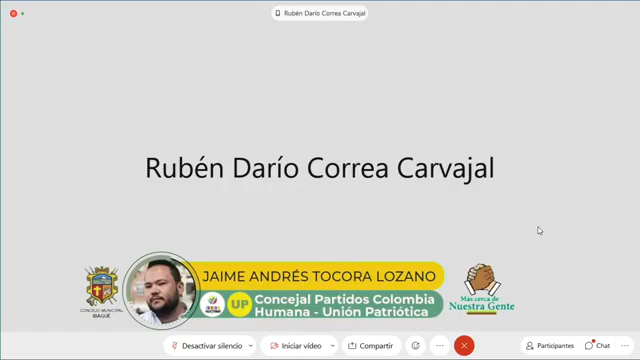 Rubén Darío Correa Carvajal
Rubén Darío Correa Carvajal
JAIME ANDRÉS TOCORA LOZANO
UP
Concejal Partidos Colombia
Humana - Unión Patriótica
CONCEJO MUNICIPAL
IBAGUÉ
Más cerca de
Nuestra Gente
Desactivar silencio
Iniciar vídeo
Compartir
Participantes
Chat